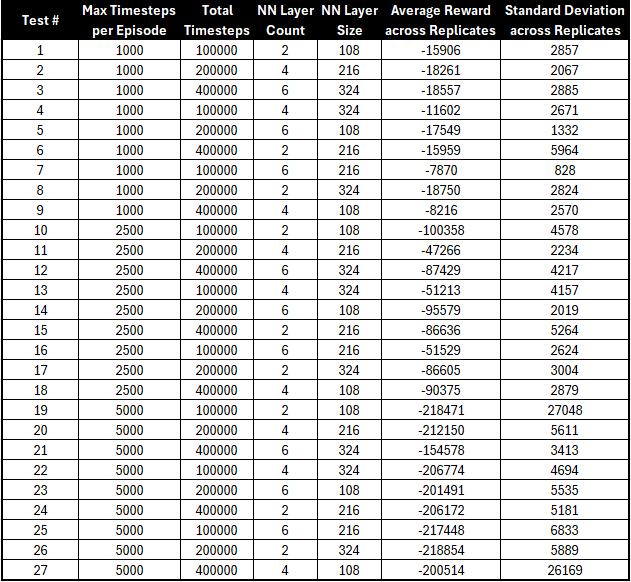 Test # Max Timesteps per Episode Total Timesteps NN Layer Count NN Layer Size Average Reward across Replicates Standard Deviation across Replicates
1 1000 100000 2 108 -15906 2857
2 1000 200000 4 216 -18261 2067
3 1000 400000 6 324 -18557 2885
4 1000 100000 4 324 -11602 2671
5 1000 200000 6 108 -17549 1332
6 1000 400000 2 216 -15959 5964
7 1000 100000 6 216 -7870 828
8 1000 200000 2 324 -18750 2824
9 1000 400000 4 108 -8216 2570
10 2500 100000 2 108 -100358 4578
11 2500 200000 4 216 -47266 2234
12 2500 400000 6 324 -87429 4217
13 2500 100000 4 324 -51213 4157
14 2500 200000 6 108 -95579 2019
15 2500 400000 2 216 -86636 5264
16 2500 100000 6 216 -51529 2624
17 2500 200000 2 324 -86605 3004
18 2500 400000 4 108 -90375 2879
19 5000 100000 2 108 -218471 27048
20 5000 200000 4 216 -212150 5611
21 5000 400000 6 324 -154578 3413
22 5000 100000 4 324 -206774 4694
23 5000 200000 6 108 -201491 5535
24 5000 400000 2 216 -206172 5181
25 5000 100000 6 216 -217448 6833
26 5000 200000 2 324 -218854 5889
27 5000 400000 4 108 -200514 26169